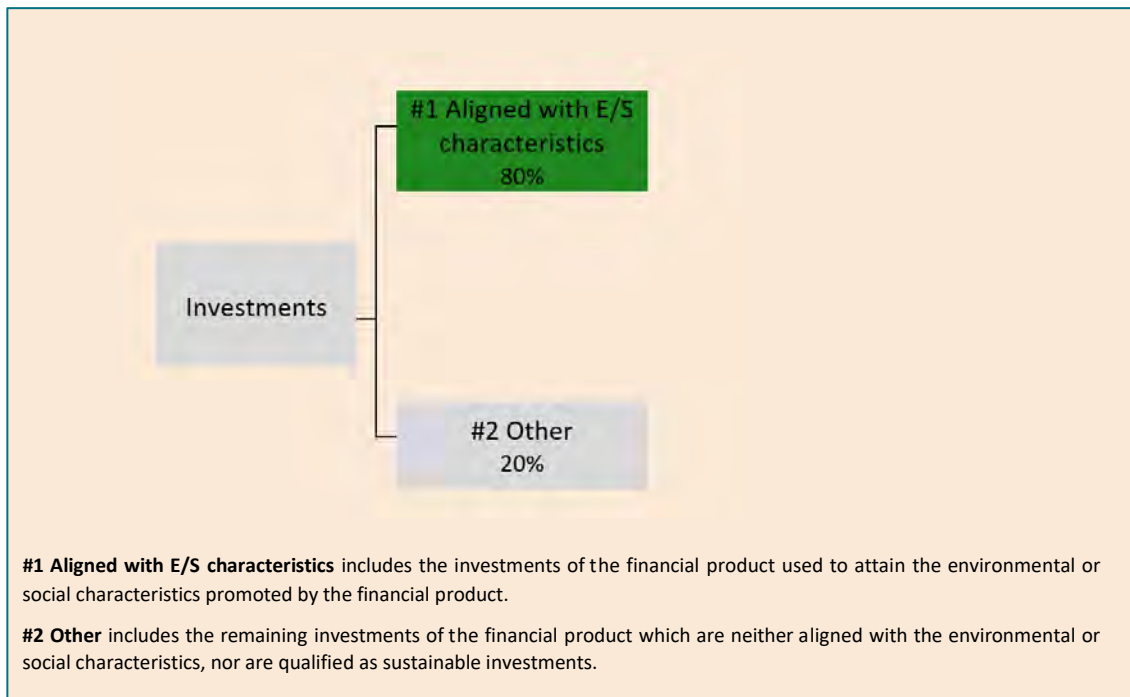 #1 Aligned with E/S
characteristics
80%
Investments
#2 Other
20%
#1 Aligned with E/S characteristics includes the investments of the financial product used to attain the environmental or
social characteristics promoted by the financial product.
#2 Other includes the remaining investments of the financial product which are neither aligned with the environmental or
social characteristics, nor are qualified as sustainable investments.